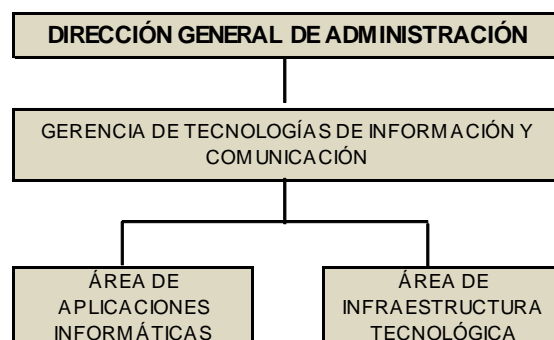 DIRECCIÓN GENERAL DE ADMINISTRACIÓN
GERENCIA DE TECNOLOGÍAS DE INFORMACIÓN Y
COMUNICACIÓN
ÁREA DE
APLICACIONES
INFORMÁTICAS
ÁREA DE
INFRAESTRUCTURA
TECNOLÓGICA